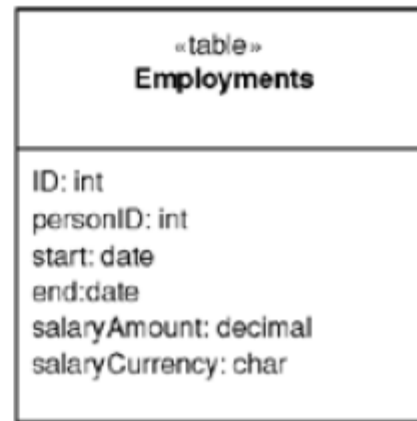 «table»
Employments
ID: int
personID: int
start: date
end:date
salaryAmount: decimal
salaryCurrency: char